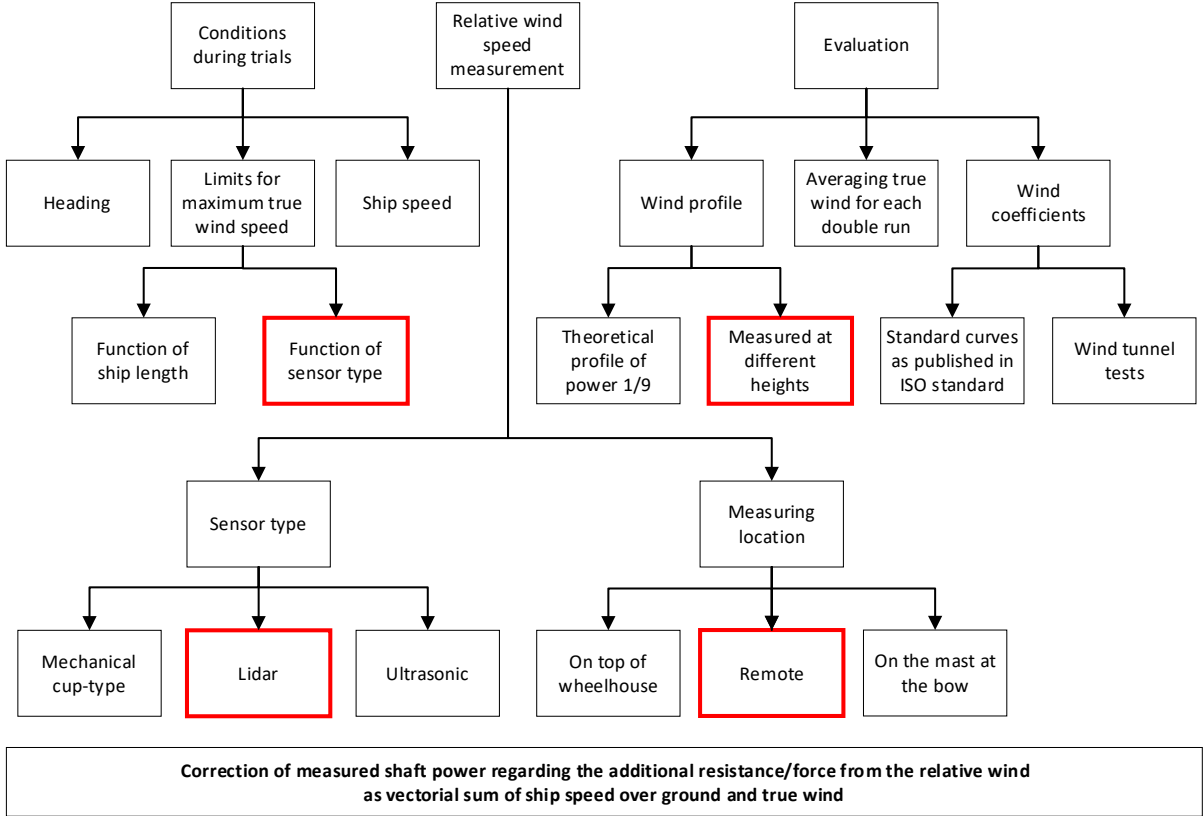 Conditions
during trials
Relative wind
speed
measurement
Evaluation
Heading
Limits for
maximum true
wind speed
Ship speed
Wind profile
Averaging true
wind for each
double run
Wind
coefficients
Function of
ship length
Function of
sensor type
Theoretical
profile of
power 1/9
Measured at
different
heights
Standard curves
as published in
ISO standard
Wind tunnel
tests
Sensor type
Measuring
location
Mechanical
cup-type
Lidar
Ultrasonic
On top of
wheelhouse
Remote
On the mast at
the bow
Correction of measured shaft power regarding the additional resistance/force from the relative wind
as vectorial sum of ship speed over ground and true wind